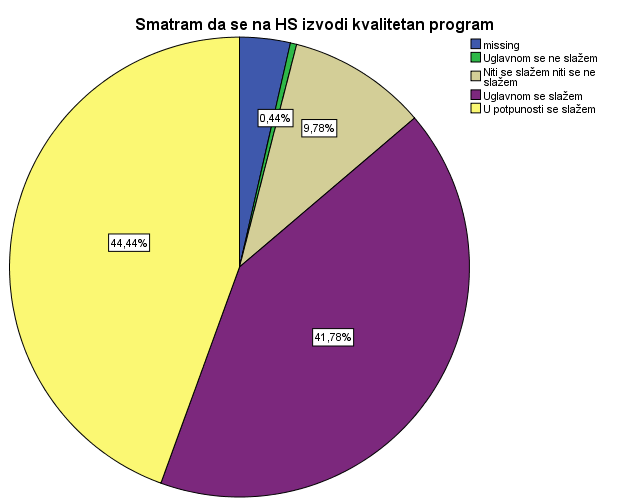 Smatram da se na HS izvodi kvalitetan program
missing
Uglavnom se ne slažem
Niti se slažem niti se ne
slažem
Uglavnom se slažem
U potpunosti se slažem
0,44%
9,78%
44,44%
41,78%